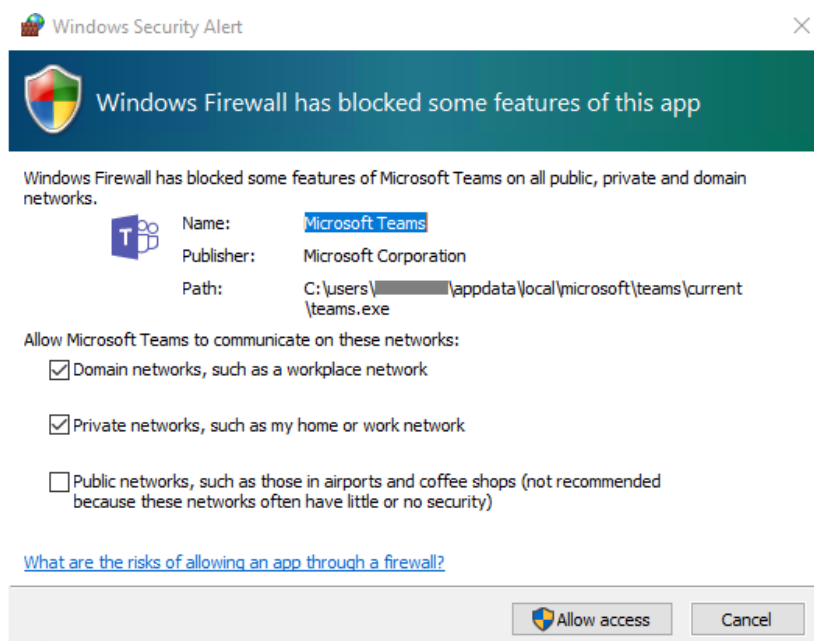 Windows Security Alert
Windows Firewall has blocked some features of this app
Windows Firewall has blocked some features of Microsoft Teams on all public, private and domain
networks.
T
Name: Microsoft Teams
Publisher: Microsoft Corporation
Path: C:\users\ \appdata\local\microsoft\teams\current
\teams.exe
Allow Microsoft Teams to communicate on these networks:
Domain networks, such as a workplace network
Private networks, such as my home or work network
Public networks, such as those in airports and coffee shops (not recommended
because these networks often have little or no security)
What are the risks of allowing an app through a firewall?
Allow access Cancel